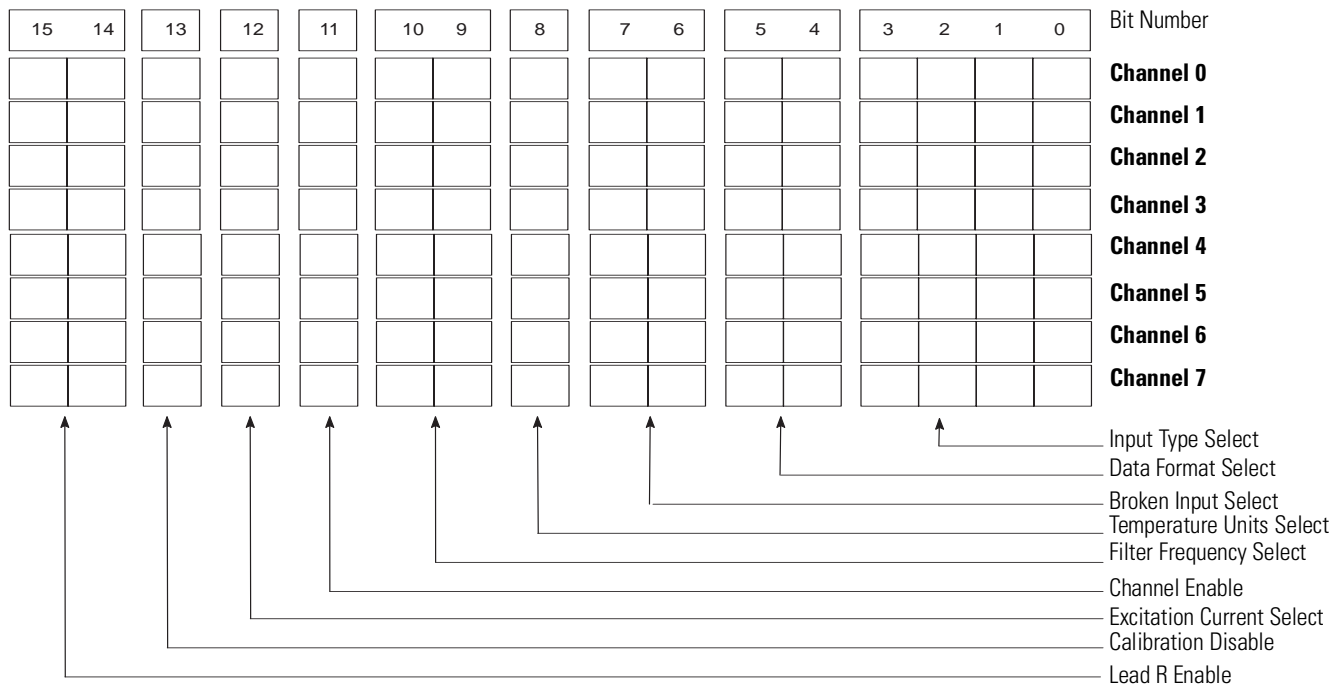 15 14 13 12 11 10 9 8 7 6 5 4 3 2 1 0 Bit Number
Channel 0
Channel 1
Channel 2
Channel 3
Channel 4
Channel 5
Channel 6
Channel 7
Input Type Select
Data Format Select
Broken Input Select
Temperature Units Select
Filter Frequency Select
Channel Enable
Excitation Current Select
Calibration Disable
Lead R Enable